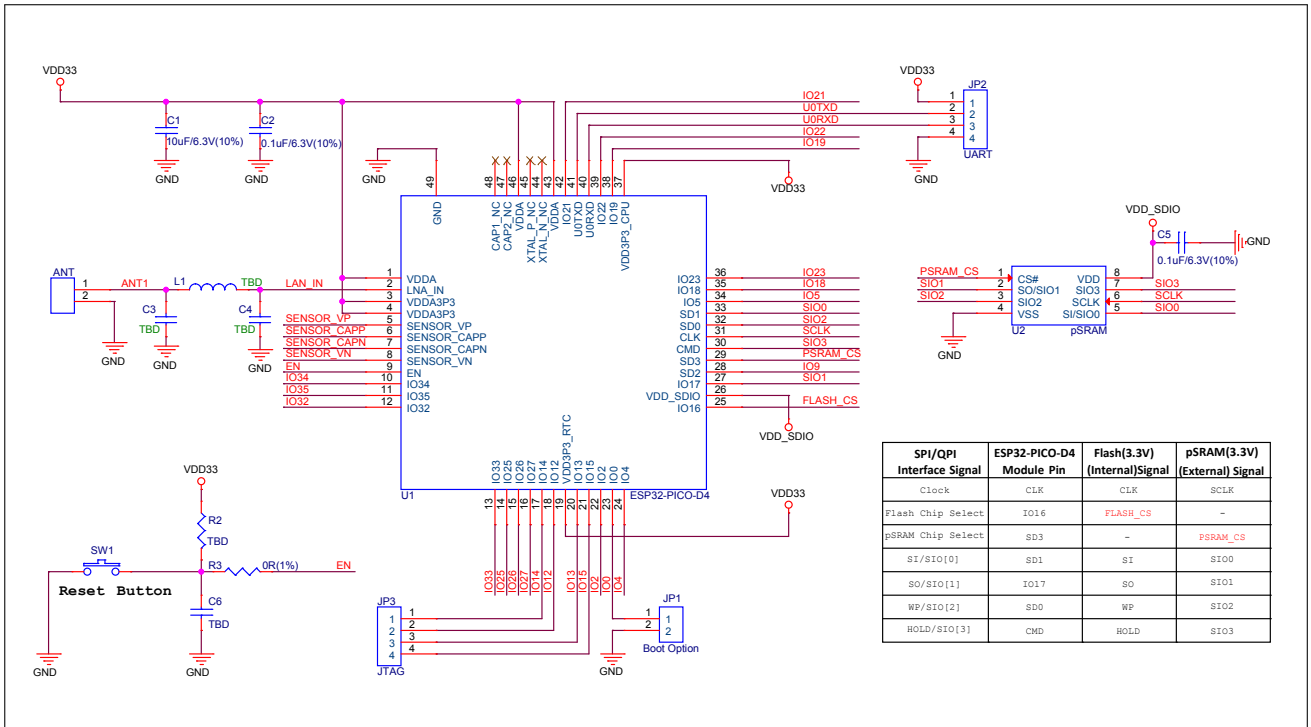 VDD33
C1
10uF/6.3V(10%)
GND
C2
0.1uF/6.3V(10%)
GND
GND
49
GND
48
47
46
45
44
43
42
41
40
39
38
37
CAP1_NC
CAP2_NC
VDDA
XTAL_P_NC
XTAL_N_NC
VDDA
IO21
U0TXD
U0RXD
IO22
IO19
VDD3P3_CPU
IO21
U0TXD
U0RXD
IO22
IO19
VDD33
VDD33
JP2
1 1
2 2
3 3
4 4
UART
GND
ANT
1
2
ANT1
L1
TBD
LAN_IN
C3
TBD
GND
C4
TBD
GND
GND
SENSOR_VP
SENSOR_CAPP
SENSOR_CAPN
SENSOR_VN
EN
IO34
IO35
IO32
1 VDDA
2 LNA_IN
3 VDDA3P3
4 VDDA3P3
5 SENSOR_VP
6 SENSOR_CAPP
7 SENSOR_CAPN
8 SENSOR_VN
9 EN
10 IO34
11 IO35
12 IO32
IO23 36 IO23
IO18 35 IO18
IO5 34 IO5
SD1 33 SIO0
SD0 32 SIO2
CLK 31 SCLK
CMD 30 SIO3
SD3 29 PSRAM_CS
SD2 28 IO9
IO17 27 SIO1
VDD_SDIO 26
IO16 25 FLASH_CS
VDD_SDIO
IO33
IO25
IO26
IO27
IO14
IO12
VDD3P3_RTC
IO13
IO15
IO2
IO0
IO4
U1
ESP32-PICO-D4
13
14
15
16
17
18
19
20
21
22
23
24
VDD33
IO33
IO25
IO26
IO27
IO14
IO12
IO13
IO15
IO2
IO0
IO4
VDD_SDIO
C5
0.1uF/6.3V(10%)
GND
PSRAM_CS 1 CS#
SIO1 2 SO/SIO1
SIO2 3 SIO2
4 VSS
VDD 8
SIO3 7 SIO3
SCLK 6 SCLK
SI/SIO0 5 SIO0
U2
pSRAM
GND
VDD33
R2
TBD
SW1
Reset Button
R3
0R(1%)
EN
C6
TBD
GND
GND
JP3
1 1
2 2
3 3
4 4
JTAG
JP1
1 1
2 2
Boot Option
GND
SPI/QPI Interface Signal ESP32-PICO-D4 Module Pin Flash(3.3V) (Internal)Signal pSRAM(3.3V) (External) Signal
Clock CLK CLK SCLK
Flash Chip Select IO16 FLASH_CS -
pSRAM Chip Select SD3 - PSRAM_CS
SI/SIO[0] SD1 SI SIO0
SO/SIO[1] IO17 SO SIO1
WP/SIO[2] SD0 WP SIO2
HOLD/SIO[3] CMD HOLD SIO3